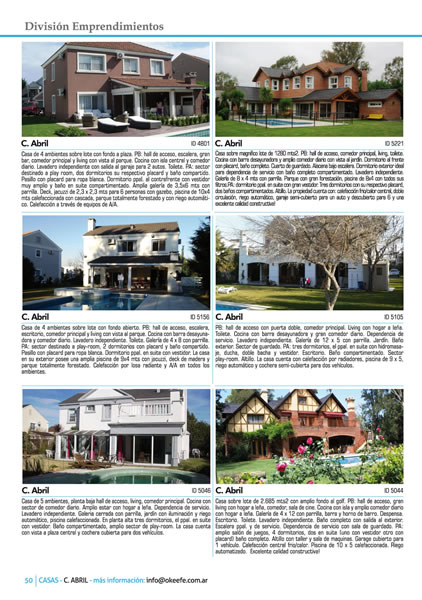 División Emprendimientos
C. Abril
ID 4801
Casa de 4 ambientes sobre lote con fondo a plaza. PB: hall de acceso, escalera, gran
bar, comedor principal y living con vista al parque. Cocina con isla central y comedor
diario. Lavadero independiente con salida al garaje para 2 autos. Toilete. PA: sector
destinado a play room, dos dormitorios su respectivo placard y baño compartido.
Pasillo con placard para ropa blanca. Dormitorio ppal. al contrafrente con vestidor
muy amplio y baño en suite compartimentado. Amplia galería de 3,5x6 mts con
parrilla. Deck, jacuzzi de 2,3 x 2,3 mts para 6 personas con gazebo, piscina de 10x4
mts calefaccionada con cascada, parque totalmente forestado y con riego automáti-
co. Calefacción a través de equipos de A/A.
C. Abril
ID 5221
Casa sobre magnífico lote de 1280 mts2. PB: hall de acceso, comedor principal, living, toilete.
Cocina con barra desayunadora y amplio comedor diario con vista al jardín. Dormitorio al frente
con placard, baño completo. Cuarto de guardado. Alacena bajo escalera. Dormitorio exterior ideal
para dependencia de servicio con baño completo compartimentado. Lavadero independiente.
Galería de 8 x 4 mts con parrilla. Parque con gran forestación, piscina de 9x4 con todos sus
filtros. PA: dormitorio ppal. en suite con gran vestidor. Tres dormitorios con su respectivo placard,
dos baños compartimentados. Altillo. La propiedad cuenta con: calefacción frío/calor central, doble
circulación, riego automático, garaje semi-cubierto para un auto y descubierto para 6 y una
excelente calidad constructiva!
C. Abril
ID 5156
Casa de 4 ambientes sobre lote con fondo abierto. P.B: hall de acceso, escalera,
escritorio, comedor principal y living con vista al parque. Cocina con barra desayuna-
dora y comedor diario. Lavadero independiente. Toilete. Galería de 4 x 8 con parrilla.
PA: sector destinado a play-room, 2 dormitorios con placard y baño compartido.
Pasillo con placard para ropa blanca. Dormitorio ppal. en suite con vestidor. La casa
en su exterior posee una amplia piscina de 9x4 mts con jacuzzi, deck de madera y
parque totalmente forestado. Calefacción por losa radiante y A/A en todos los
ambientes.
C. Abril
ID 5105
PB: hall de acceso con puerta doble, comedor principal. Living con hogar a leña.
Toilete. Cocina con barra desayunadora y gran comedor diario. Dependencia de
servicio. Lavadero independiente. Galería de 12 x 5 con parrilla. Jardín. Baño
exterior. Sector de guardado. PA: tres dormitorios, el ppal. en suite con hidromasa-
je, ducha, doble bacha y vestidor. Escritorio. Baño compartimentado. Sector
play-room. Altillo. La casa cuenta con calefacción por radiadores, piscina de 9 x 5,
riego automático y cochera semi-cubierta para dos vehículos.
C. Abril
ID 5046
Casa de 5 ambientes, planta baja hall de acceso, living, comedor principal. Cocina con
sector de comedor diario. Amplio estar con hogar a leña. Dependencia de servicio.
Lavadero independiente. Galería cerrada con parrilla, jardín con iluminación y riego
automático, piscina calefaccionada. En planta alta tres dormitorios, el ppal. en suite
con vestidor. Baño compartimentado, amplio sector de play-room. La casa cuenta
con vista a plaza central y cochera cubierta para dos vehículos.
C. Abril
ID 5044
Casa sobre lote de 2.685 mts2 con amplio fondo al golf. PB: hall de acceso, gran
living con hogar a leña, comedor principal, sala de cine. Cocina con isla y amplio comedor diario
con hogar a leña. Galería de 4 x 12 con parrilla, barra y horno de barro. Despensa.
Escritorio. Toilete. Lavadero independiente. Baño completo con salida al exterior.
Escalera ppal. y de servicio. Dependencia de servicio con sala de guardado. PA:
amplio salón de juegos, 4 dormitorios, dos en suite (uno con vestidor otro con
placard) baño completo. Altillo con taller y sala de maquinas. Garage cubierto para
1 vehículo. Calefacción central frío/calor. Piscina de 10 x 5 calefaccionada. Riego
automatizado. Excelente calidad constructiva!
50 | CASAS - C. ABRIL - más información: info@okeefe.com.ar